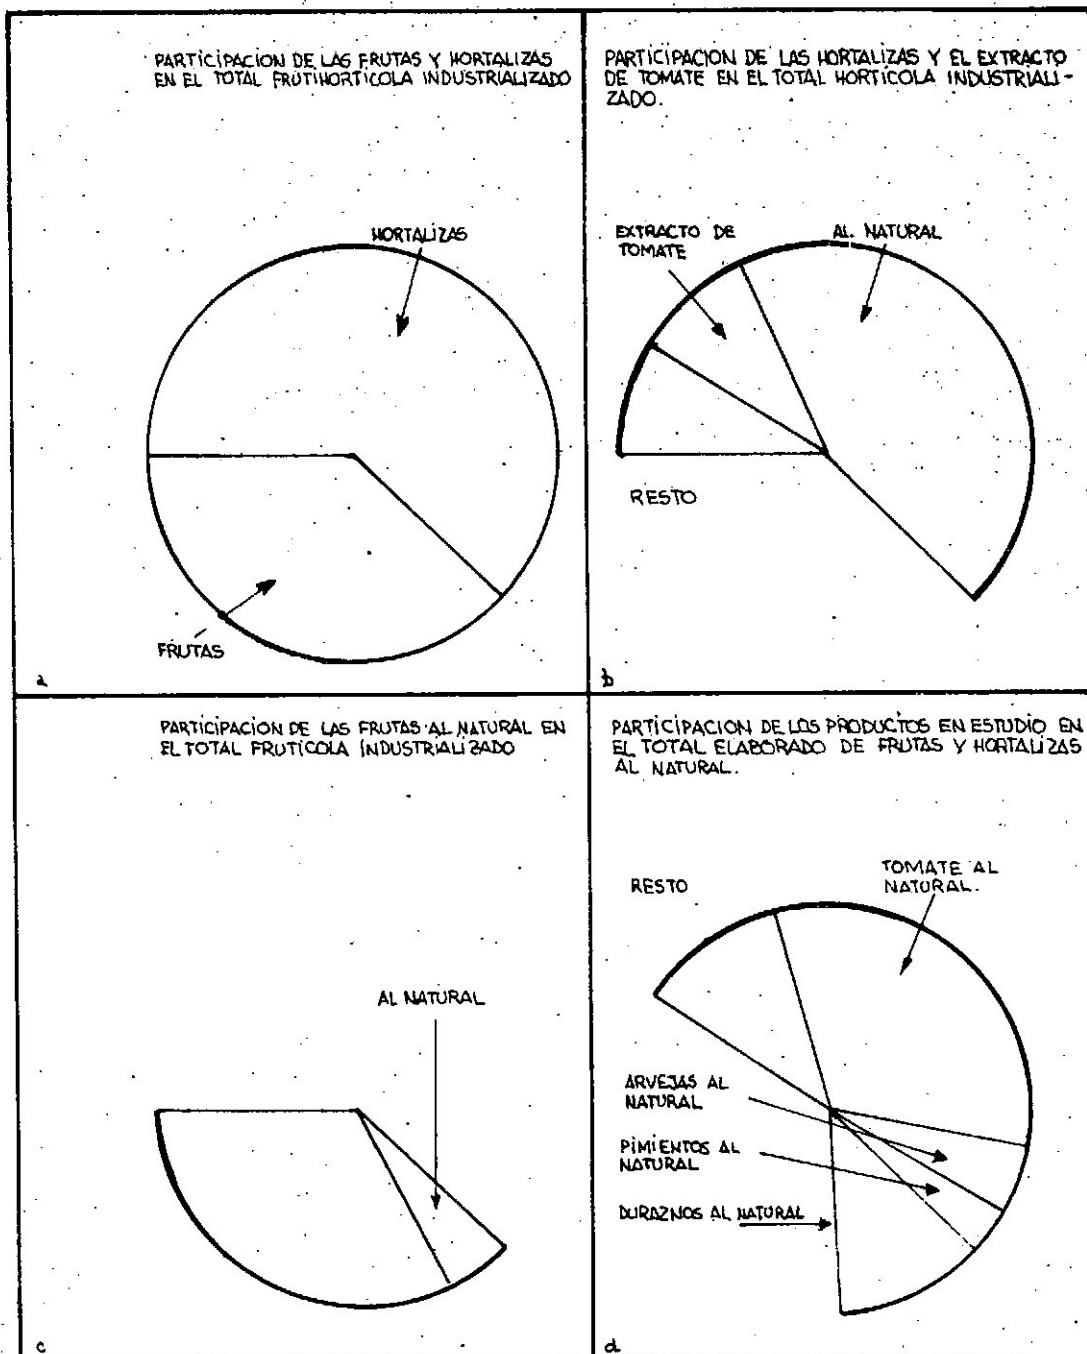 PARTICIPACION DE LAS FRUTAS Y HORTALIZAS
EN EL TOTAL FRUTIHORTICOLA INDUSTRIALIZADO
HORTALIZAS
FRUTAS
a
PARTICIPACION DE LAS HORTALIZAS Y EL EXTRACTO
DE TOMATE EN EL TOTAL HORTICOLA INDUSTRIALI-
ZADO.
EXTRACTO DE
TOMATE
AL NATURAL
RESTO
b
PARTICIPACION DE LAS FRUTAS AL NATURAL EN
EL TOTAL FRUTICOLA INDUSTRIALIZADO
AL NATURAL
c
PARTICIPACION DE LOS PRODUCTOS EN ESTUDIO EN
EL TOTAL ELABORADO DE FRUTAS Y HORTALIZAS
AL NATURAL.
RESTO
TOMATE AL
NATURAL.
ARVEJAS AL
NATURAL
PIMIENTOS AL
NATURAL
DURAZNOS AL NATURAL
d